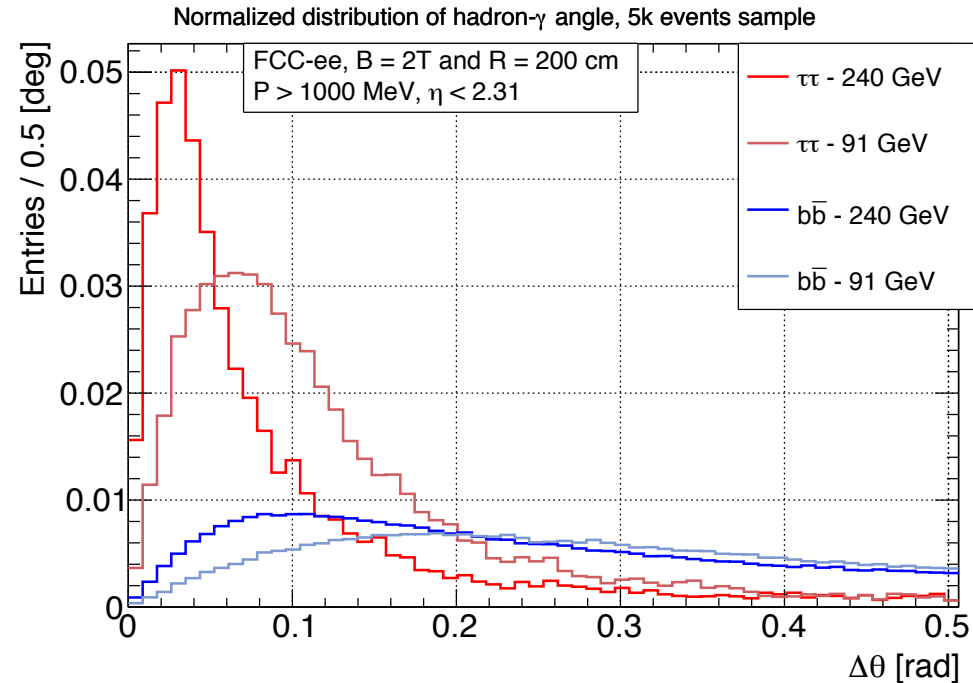 Normalized distribution of hadron-γ angle, 5k events sample
Entries / 0.5 [deg]
FCC-ee, B = 2T and R = 200 cm
P > 1000 MeV, η < 2.31
ττ - 240 GeV
ττ - 91 GeV
bb̅ - 240 GeV
bb̅ - 91 GeV
0.05
0.04
0.03
0.02
0.01
0
0 0.1 0.2 0.3 0.4 0.5
Δθ [rad]